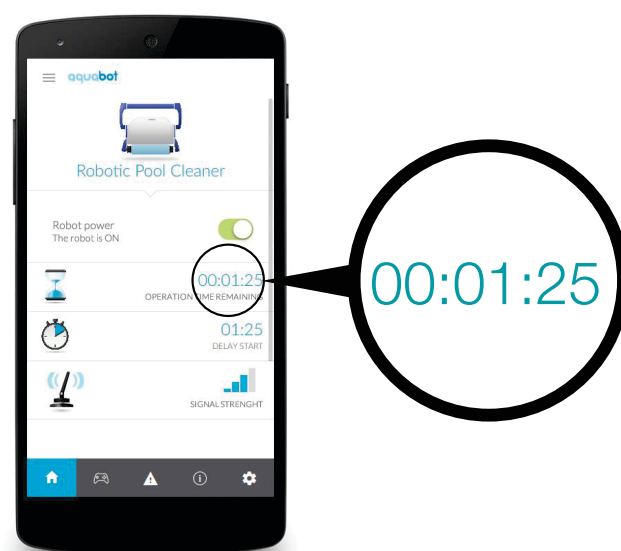 aquabot
Robotic Pool Cleaner
Robot power
The robot is ON
00:01:25
OPERATION TIME REMAINING
01:25
DELAY START
SIGNAL STRENGHT
00:01:25